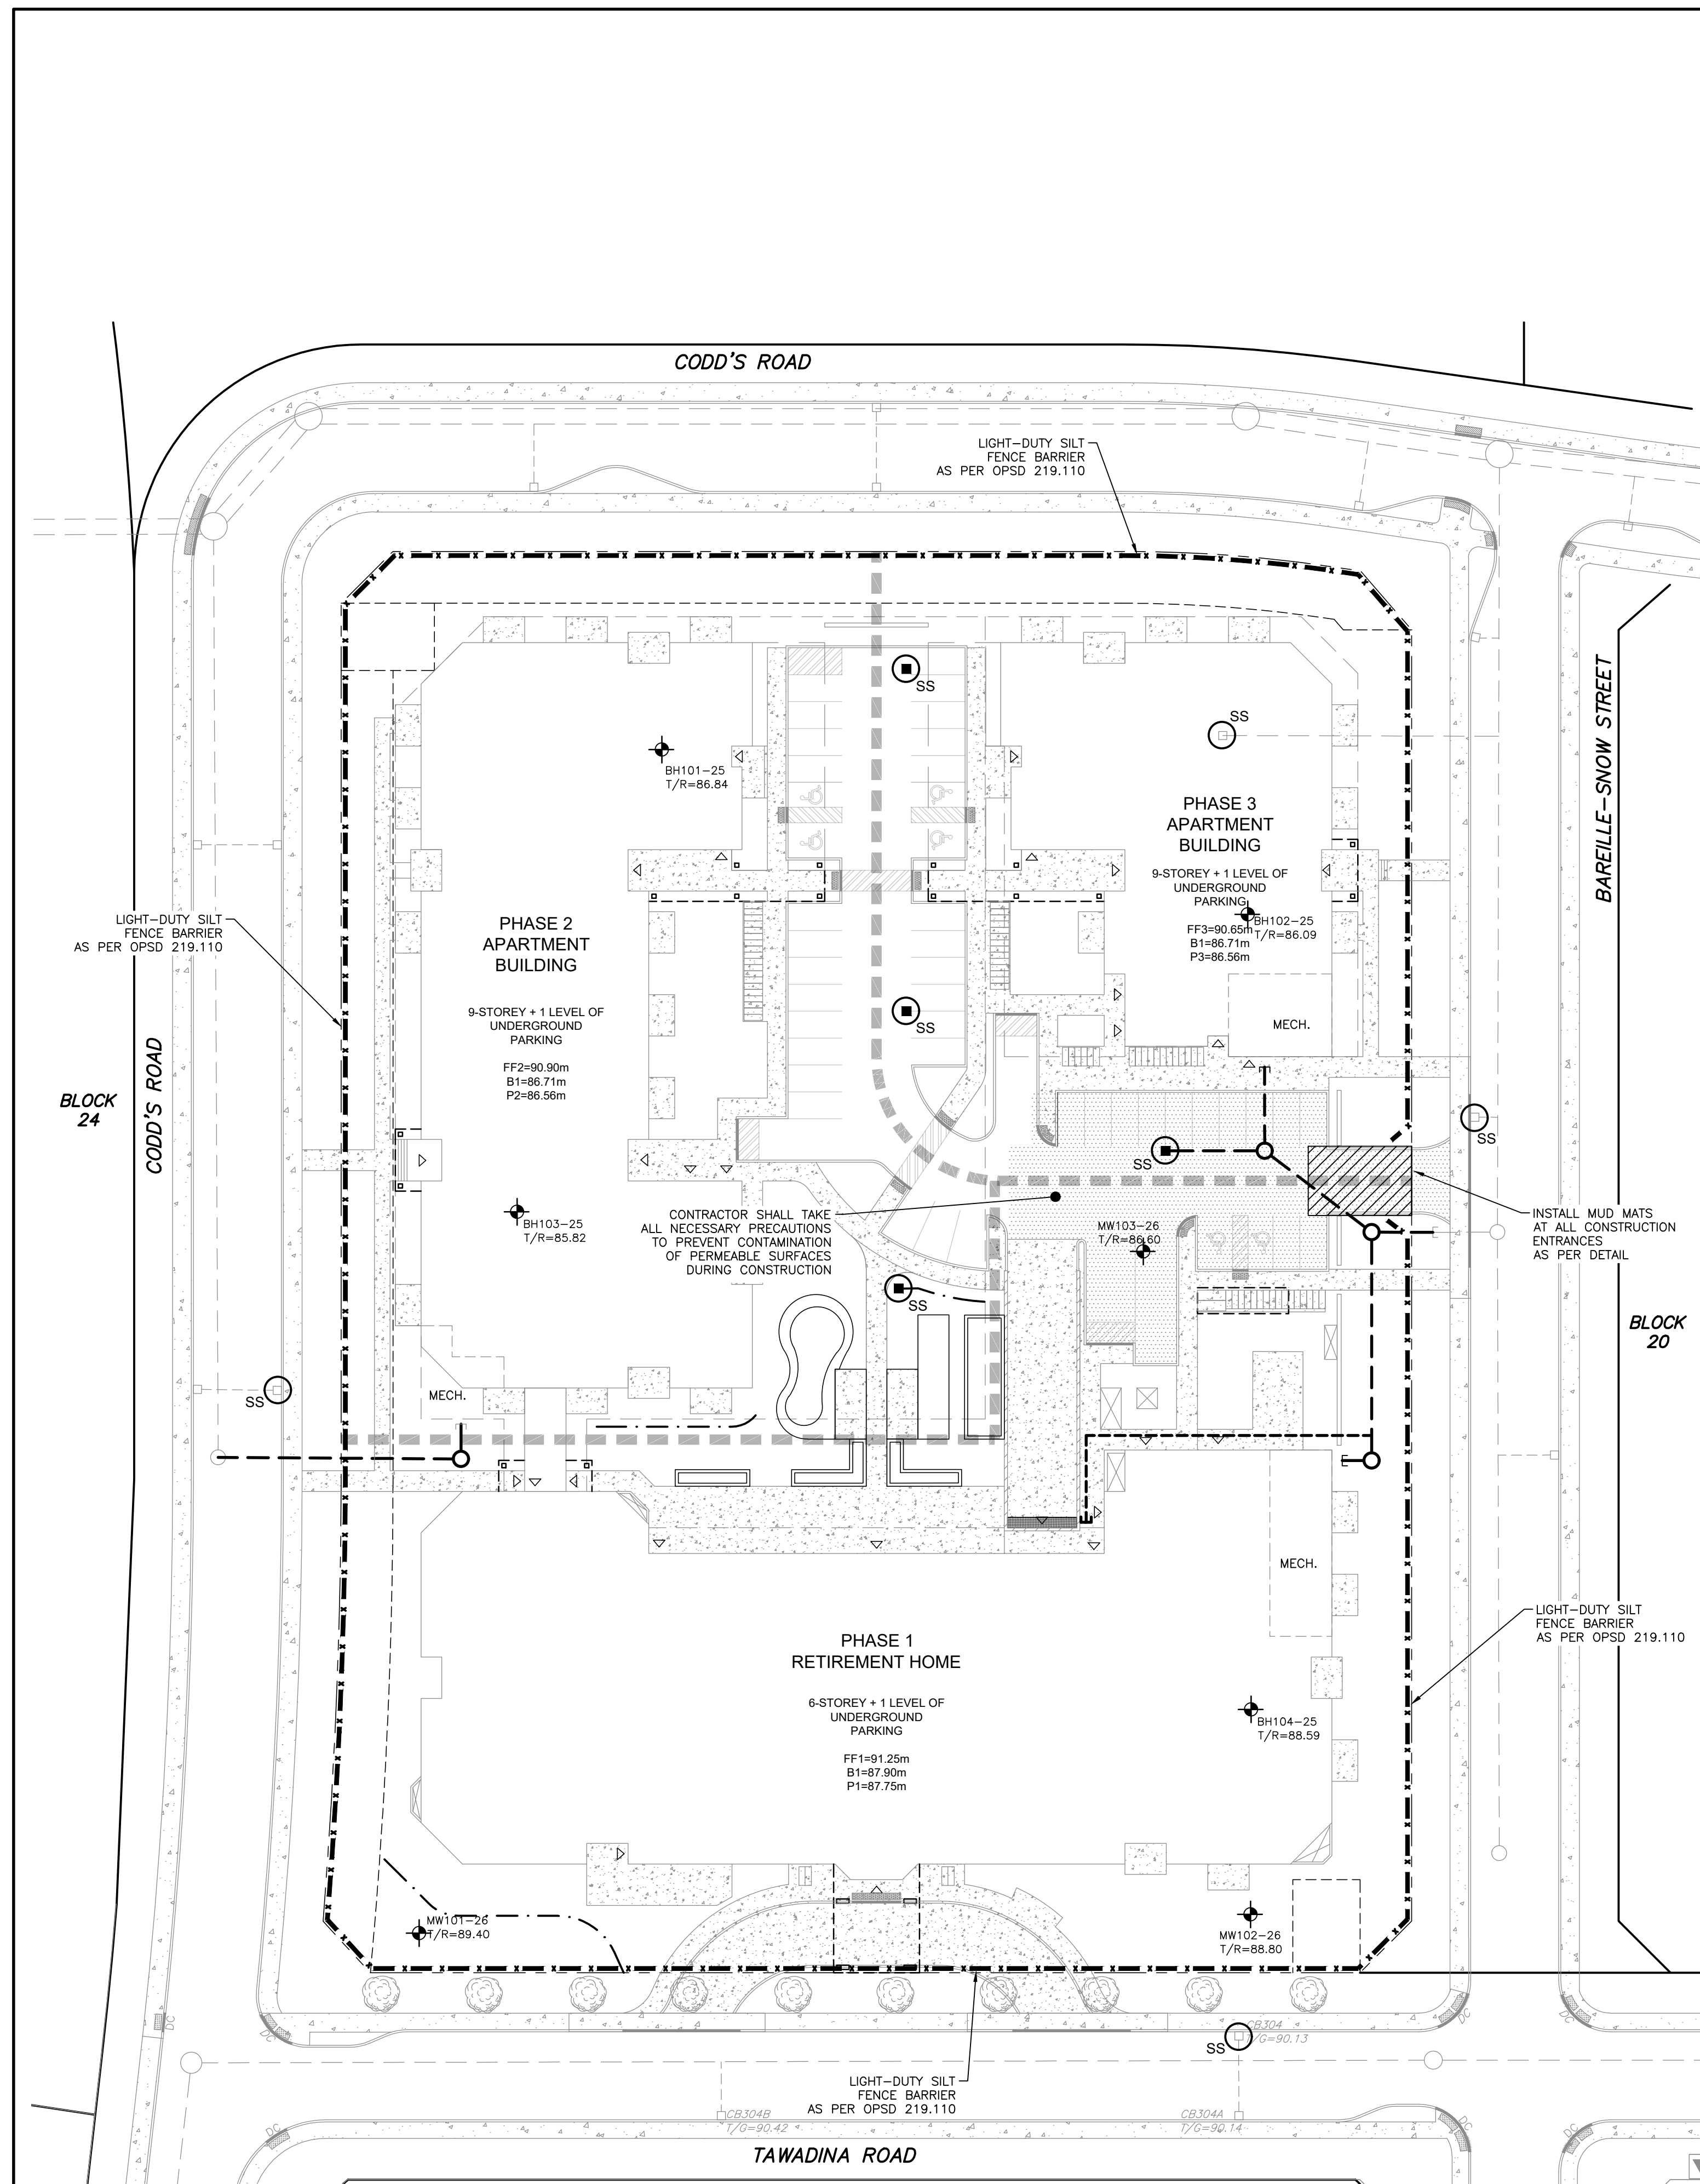 CODD'S ROAD
LIGHT-DUTY SILT
FENCE BARRIER
AS PER OPSD 219.110
SS
SS
BH101-25
T/R=86.84
PHASE 3
APARTMENT
BUILDING
9-STOREY + 1 LEVEL OF
UNDERGROUND
PARKING
BH102-25
T/R=86.09
FF3=90.65m
B1=86.71m
P3=86.56m
MECH.
BAREILLE-SNOW STREET
LIGHT-DUTY SILT
FENCE BARRIER
AS PER OPSD 219.110
PHASE 2
APARTMENT
BUILDING
9-STOREY + 1 LEVEL OF
UNDERGROUND
PARKING
FF2=90.90m
B1=86.71m
P2=86.56m
SS
BLOCK
24
CODD'S ROAD
SS
SS
BH103-25
T/R=85.82
CONTRACTOR SHALL TAKE
ALL NECESSARY PRECAUTIONS
TO PREVENT CONTAMINATION
OF PERMEABLE SURFACES
DURING CONSTRUCTION
MW103-26
T/R=86.60
INSTALL MUD MATS
AT ALL CONSTRUCTION
ENTRANCES
AS PER DETAIL
SS
BLOCK
20
SS
MECH.
MECH.
LIGHT-DUTY SILT
FENCE BARRIER
AS PER OPSD 219.110
PHASE 1
RETIREMENT HOME
6-STOREY + 1 LEVEL OF
UNDERGROUND
PARKING
FF1=91.25m
B1=87.90m
P1=87.75m
BH104-25
T/R=88.59
MW101-26
T/R=89.40
MW102-26
T/R=88.80
DC
DC
DC
DC
CB304
T/G=90.13
SS
LIGHT-DUTY SILT
FENCE BARRIER
AS PER OPSD 219.110
CB304B
T/G=90.42
CB304A
T/G=90.14
DC
DC
DC
TAWADINA ROAD